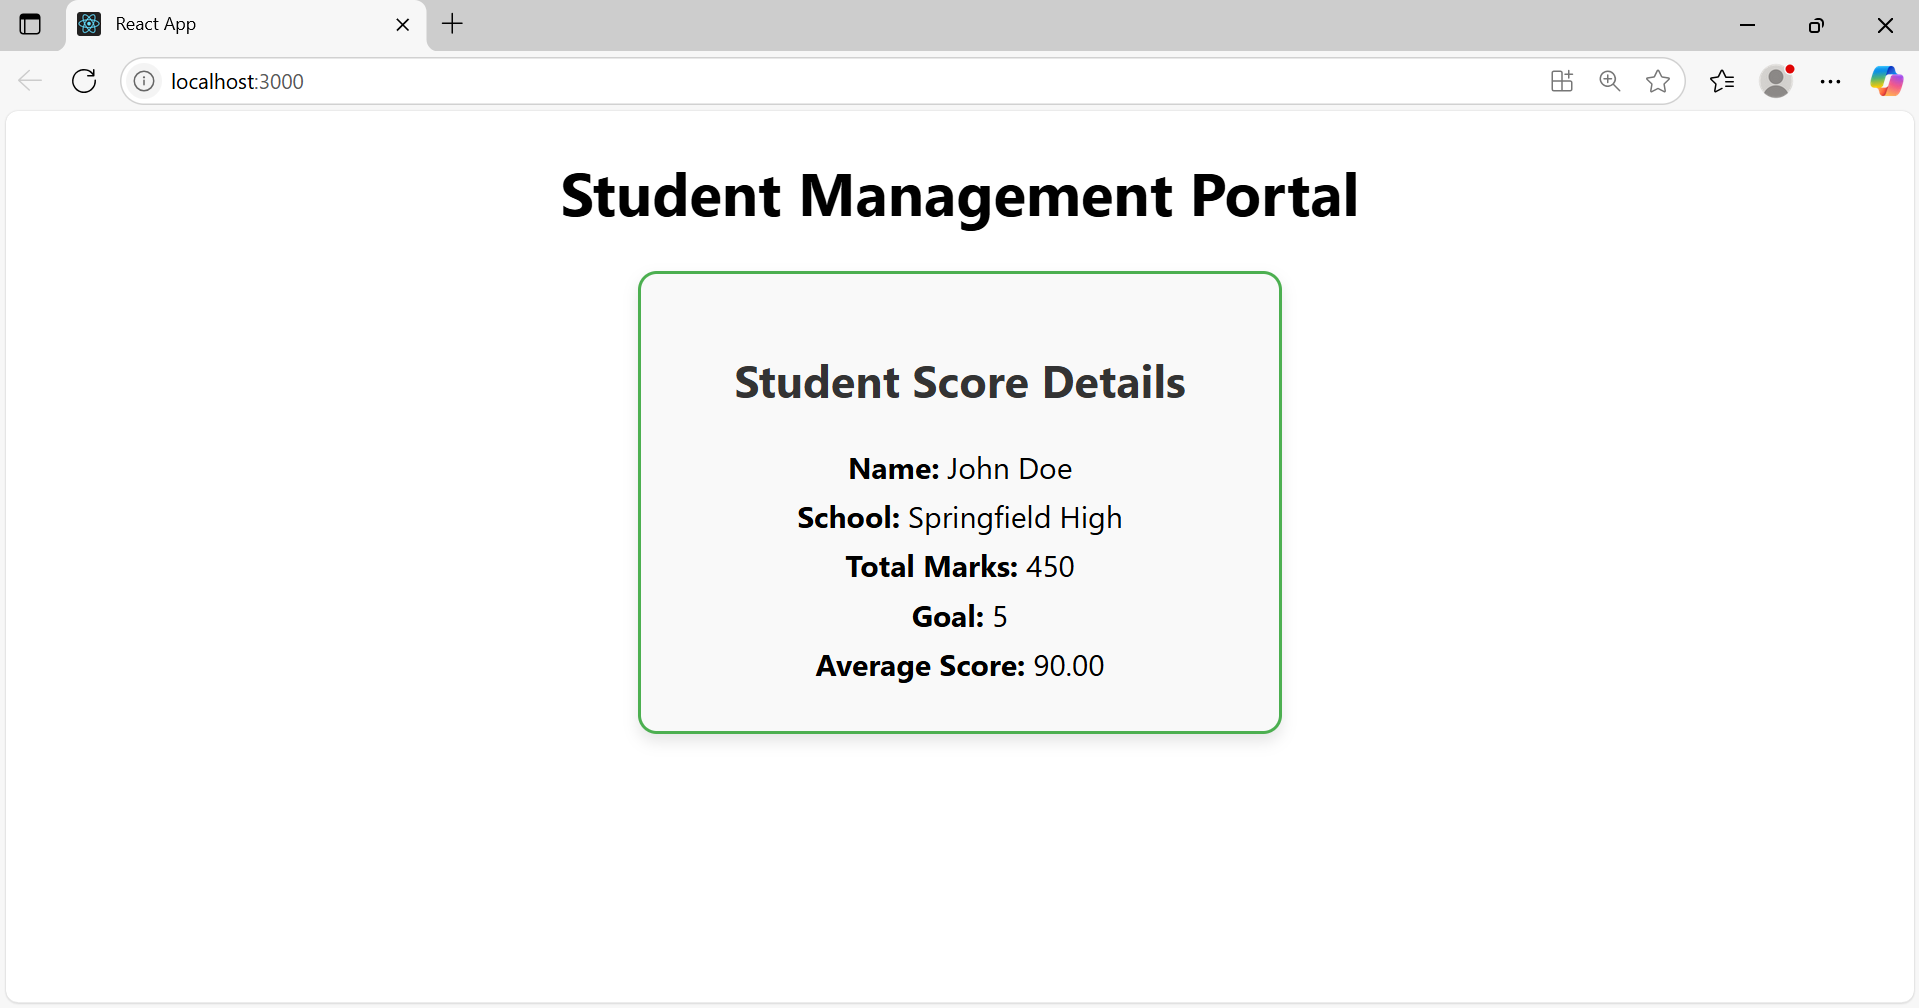 React App
localhost:3000
Student Management Portal
Student Score Details
Name: John Doe
School: Springfield High
Total Marks: 450
Goal: 5
Average Score: 90.00